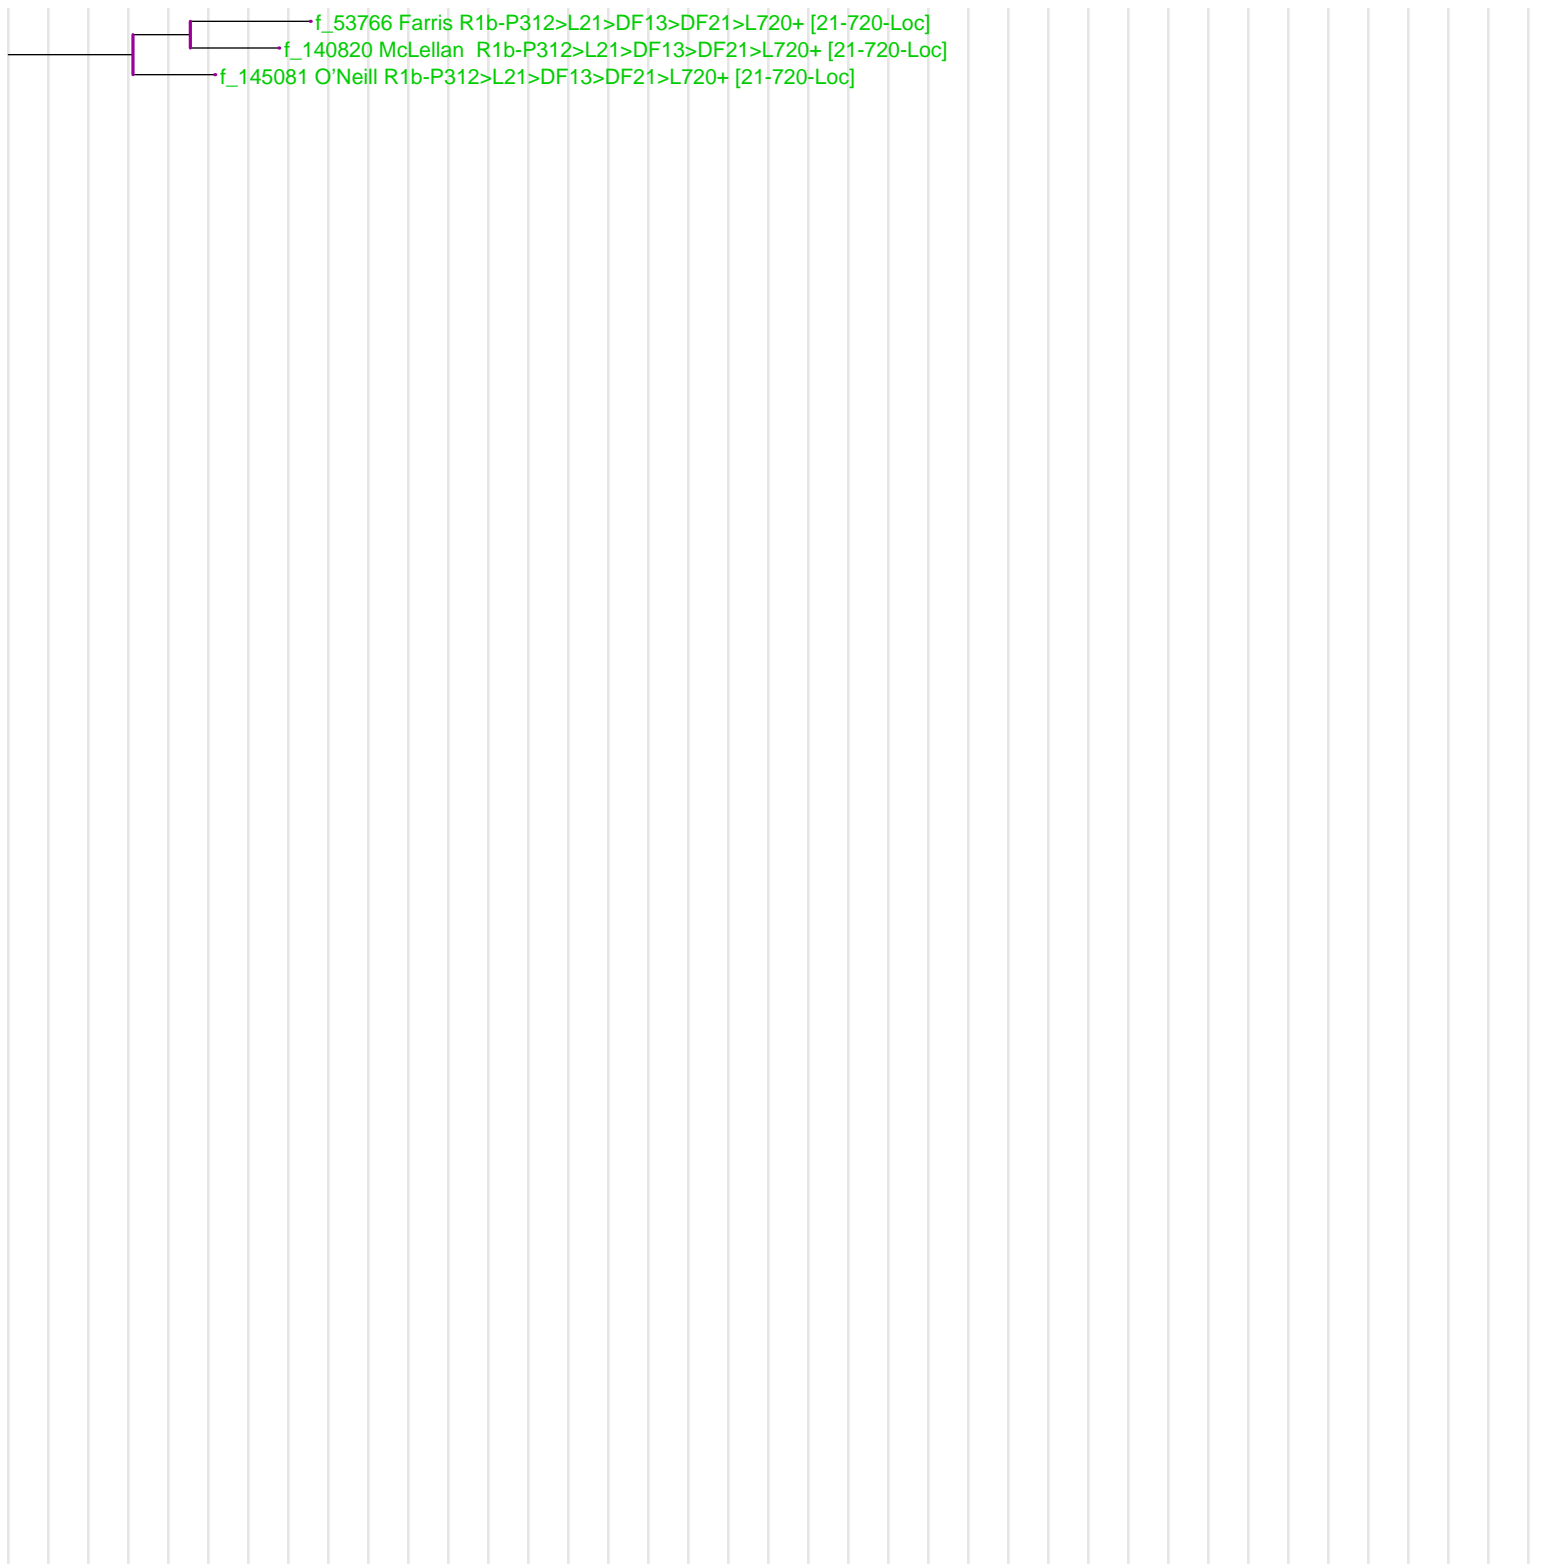 f_53766 Farris R1b-P312>L21>DF13>DF21>L720+ [21-720-Loc]
f_140820 McLellan  R1b-P312>L21>DF13>DF21>L720+ [21-720-Loc]
f_145081 O'Neill R1b-P312>L21>DF13>DF21>L720+ [21-720-Loc]